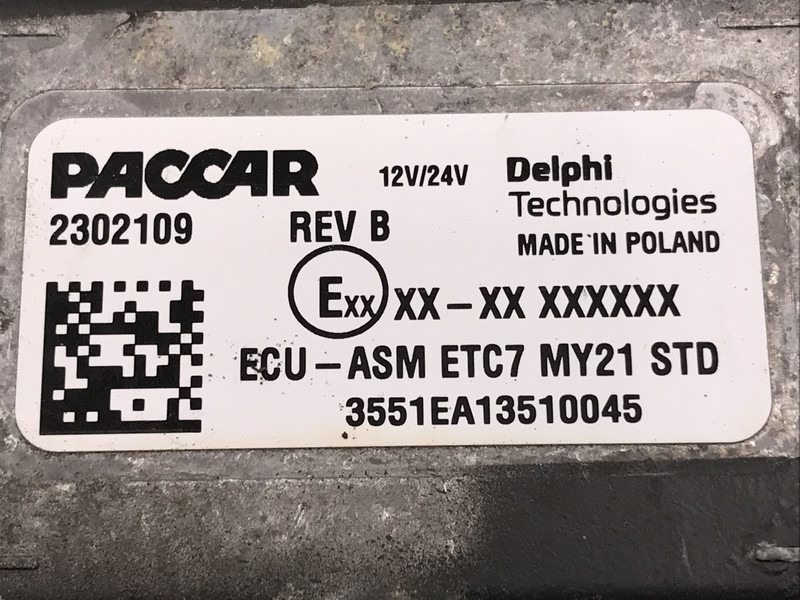 PACCAR 12V/24V Delphi Technologies
2302109 REV B MADE IN POLAND
Exx XX-XX XXXXXX
ECU-ASM ETC7 MY21 STD
3551EA13510045